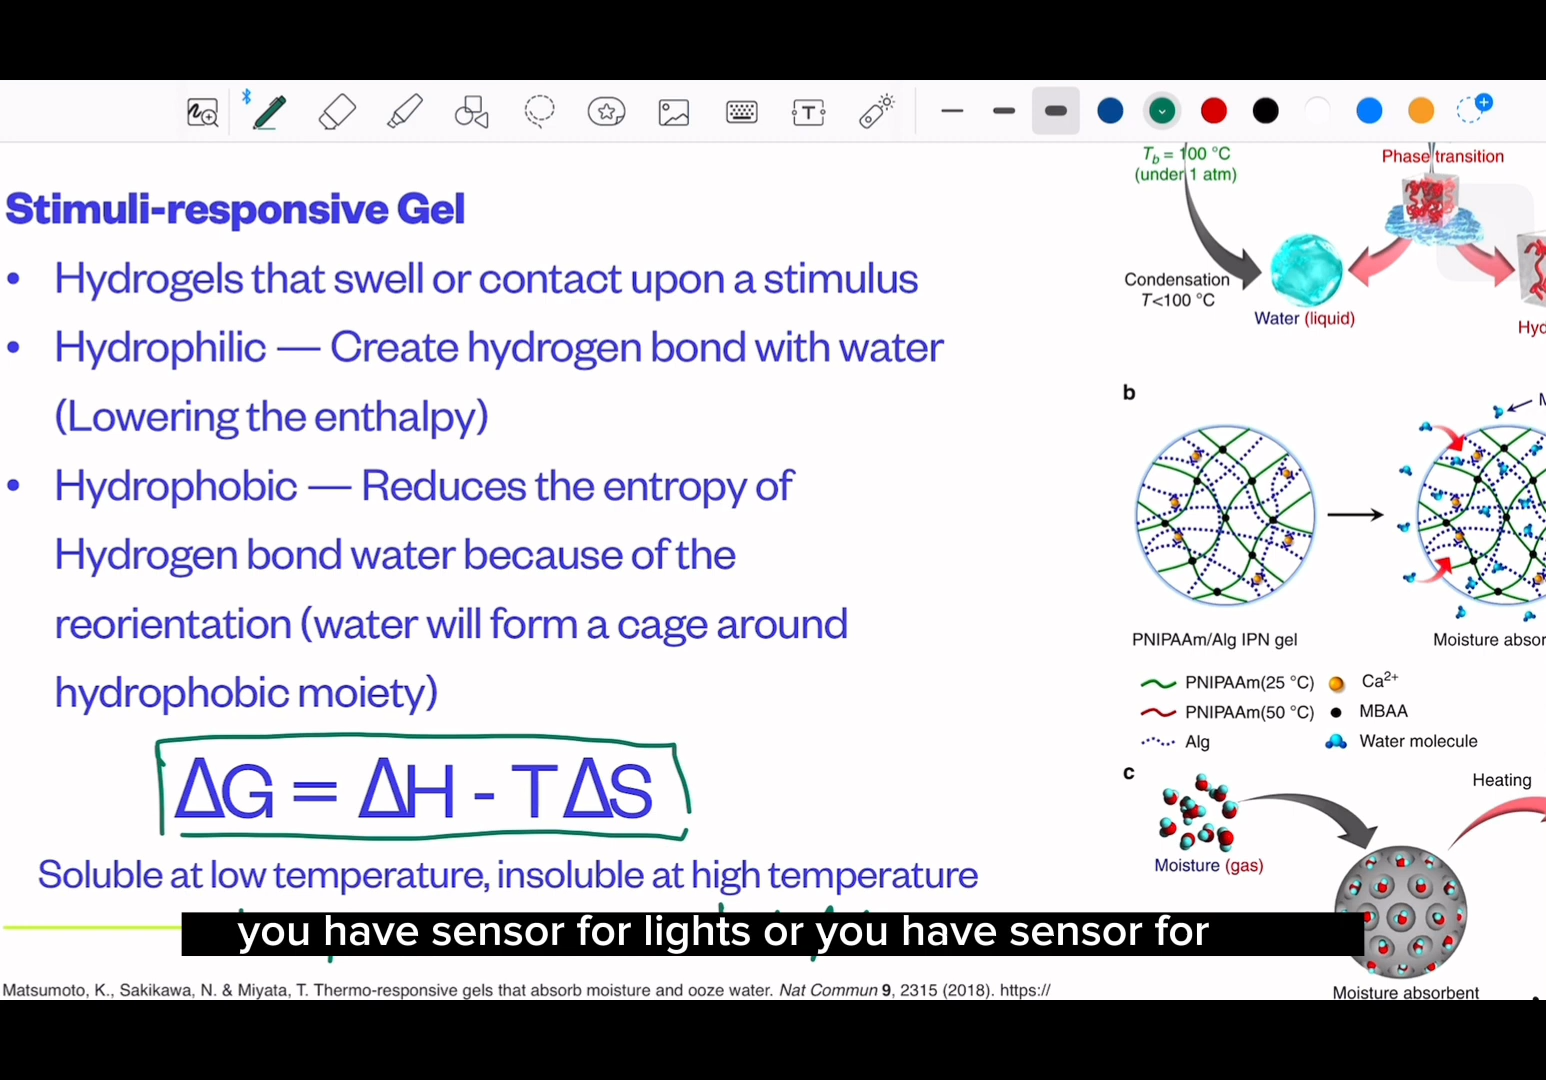 Stimuli-responsive Gel
• Hydrogels that swell or contact upon a stimulus
• Hydrophilic — Create hydrogen bond with water
(Lowering the enthalpy)
• Hydrophobic — Reduces the entropy of
Hydrogen bond water because of the
reorientation (water will form a cage around
hydrophobic moiety)
ΔG = ΔH - TΔS
Soluble at low temperature, insoluble at high temperature
you have sensor for lights or you have sensor for
Matsumoto, K., Sakikawa, N. & Miyata, T. Thermo-responsive gels that absorb moisture and ooze water. Nat Commun 9, 2315 (2018). https://
T
Tb = 100 °C
(under 1 atm)
Phase transition
Condensation
T<100 °C
Water (liquid)
Hyd
b
M
PNIPAAm/Alg IPN gel
Moisture absor
PNIPAAm(25 °C)
Ca2+
PNIPAAm(50 °C)
MBAA
Alg
Water molecule
c
Heating
Moisture (gas)
Moisture absorbent